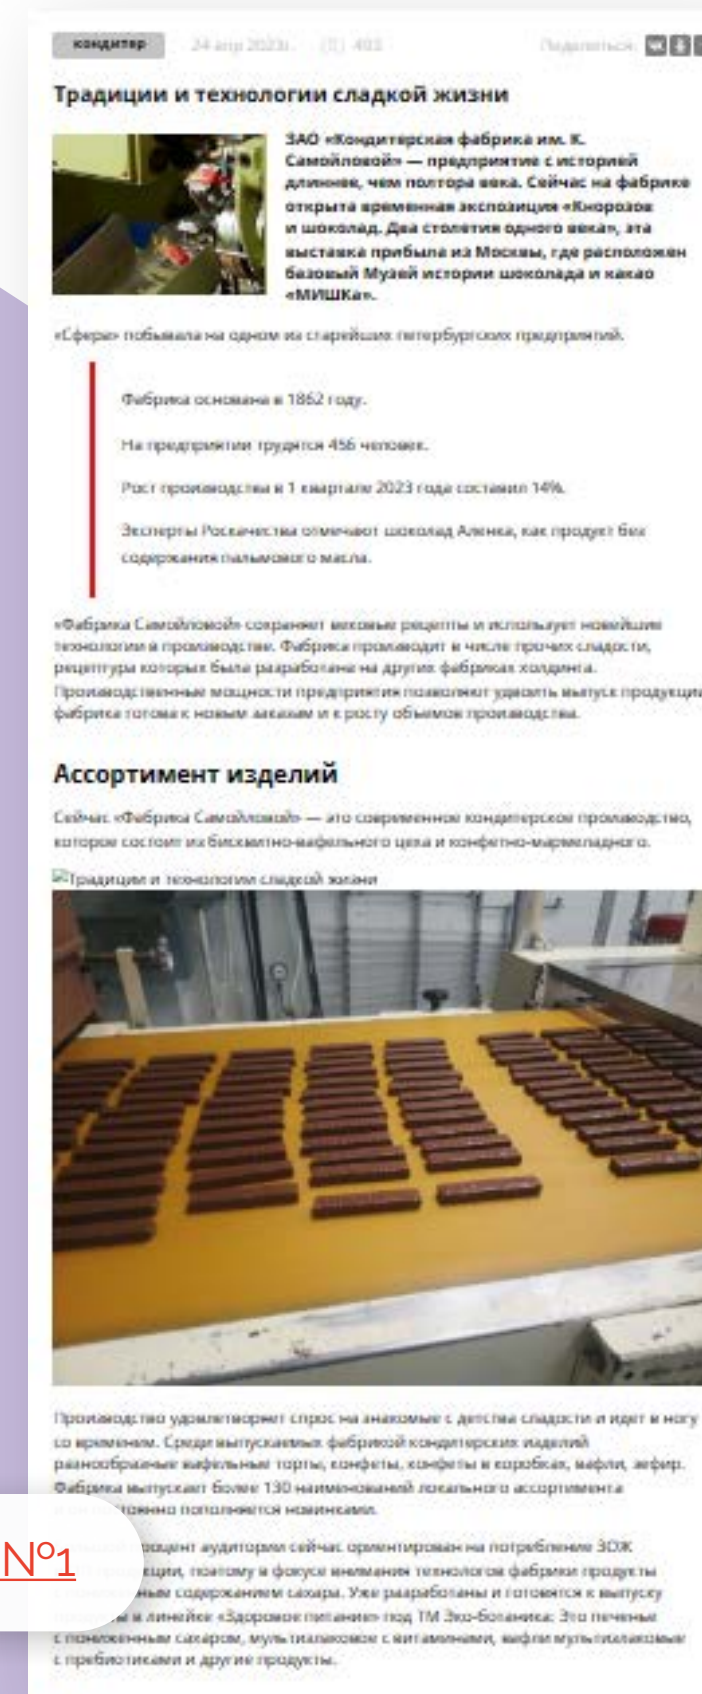 кондитер 24 апр 2023г. 493 Поделиться:
Традиции и технологии сладкой жизни
ЗАО «Кондитерская фабрика им. К.
Самойловой» — предприятие с историей
длиннее, чем полтора века. Сейчас на фабрике
открыта временная экспозиция «Кнорозов
и шоколад. Два столетия одного века», эта
выставка прибыла из Москвы, где расположен
базовый Музей истории шоколада и какао
«МИШКа».
«Сфера» побывала на одном из старейших петербургских предприятий.
Фабрика основана в 1862 году.
На предприятии трудятся 456 человек.
Рост производства в 1 квартале 2023 года составил 14%.
Эксперты Роскачества отмечают шоколад Аленка, как продукт без
содержания пальмового масла.
«Фабрика Самойловой» сохраняет вековые рецепты и использует новейшие
технологии в производстве. Фабрика производит в числе прочих сладости,
рецептура которых была разработана на других фабриках холдинга.
Производственные мощности предприятия позволяют удвоить выпуск продукции
фабрика готова к новым заказам и к росту объемов производства.
Ассортимент изделий
Сейчас «Фабрика Самойловой» — это современное кондитерское производство,
которое состоит из бисквитно-вафельного цеха и конфетно-мармеладного.
Традиции и технологии сладкой жизни
Производство удовлетворяет спрос на знакомые с детства сладости и идет в ногу
со временем. Среди выпускаемых фабрикой кондитерских изделий
разнообразные вафельные торты, конфеты, конфеты в коробках, вафли, зефир.
Фабрика выпускает более 130 наименований локального ассортимента
и он постоянно пополняется новинками.
процент аудитории сейчас ориентирован на потребление ЗОЖ
кции, поэтому в фокусе внимания технологов фабрики продукты
ным содержанием сахара. Уже разработаны и готовятся к выпуску
в линейке «Здоровое питание» под ТМ Эко-ботаника: Это печенье
с пониженным сахаром, мультизлаковое с витаминами, вафли мультизлаковые
с пребиотиками и другие продукты.
№1